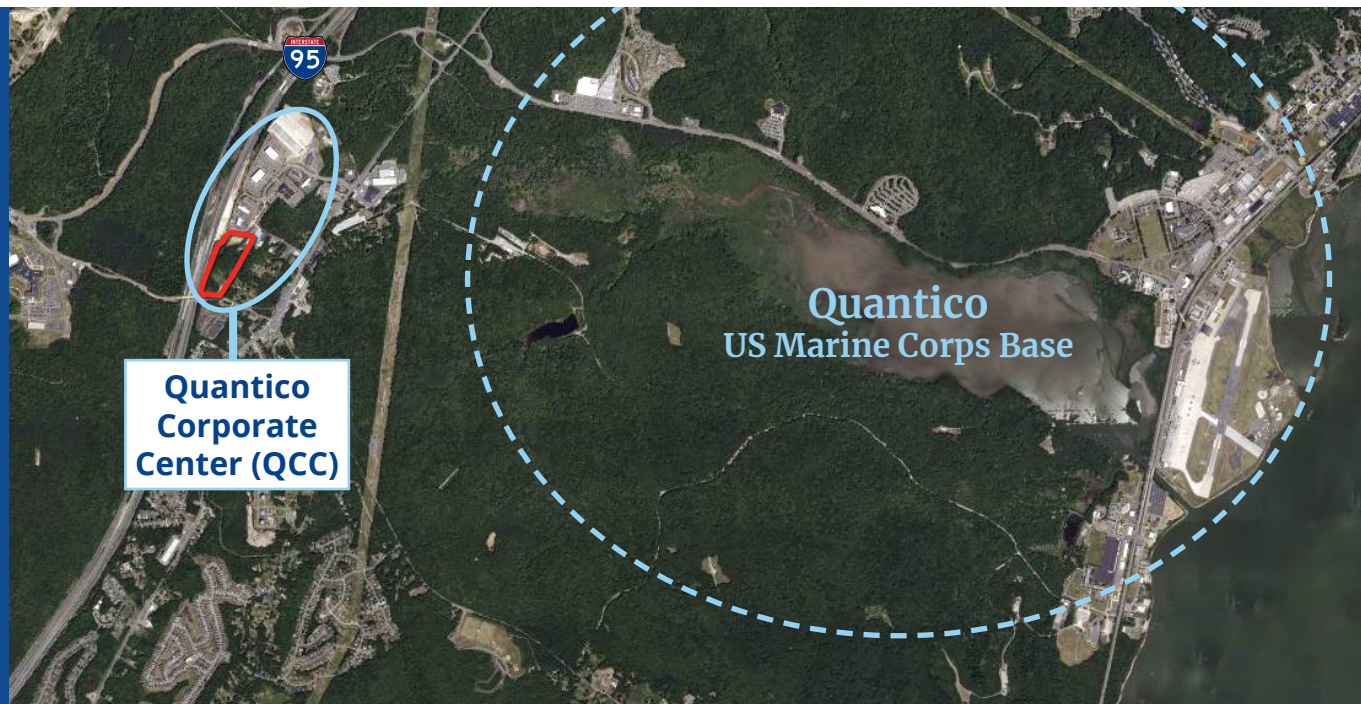 INTERSTATE
95
Quantico
US Marine Corps Base
Quantico
Corporate
Center (QCC)